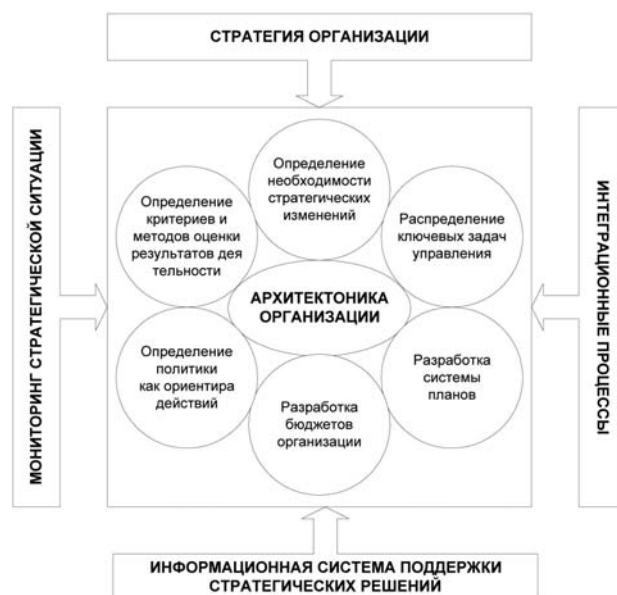 СТРАТЕГИЯ ОРГАНИЗАЦИИ
МОНИТОРИНГ СТРАТЕГИЧЕСКОЙ СИТУАЦИИ
Определение
необходимости
стратегических
изменений
Определение
критериев и
методов оценки
результатов дея
тельности
Распределение
ключевых задач
управления
АРХИТЕКТОНИКА
ОРГАНИЗАЦИИ
Определение
политики
как ориентира
действий
Разработка
бюджетов
организации
Разработка
системы
планов
ИНТЕГРАЦИОННЫЕ ПРОЦЕССЫ
ИНФОРМАЦИОННАЯ СИСТЕМА ПОДДЕРЖКИ
СТРАТЕГИЧЕСКИХ РЕШЕНИЙ